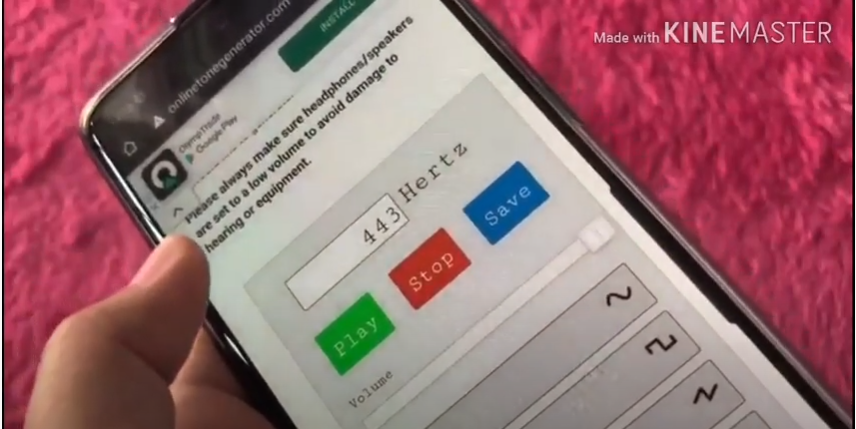 Made with KINEMASTER
onlinetonegenerator.com
INSTALL
OlympTrade
Google Play
Please always make sure headphones/speakers
are set to a low volume to avoid damage to
hearing or equipment.
443 Hertz
Play Stop Save
Volume